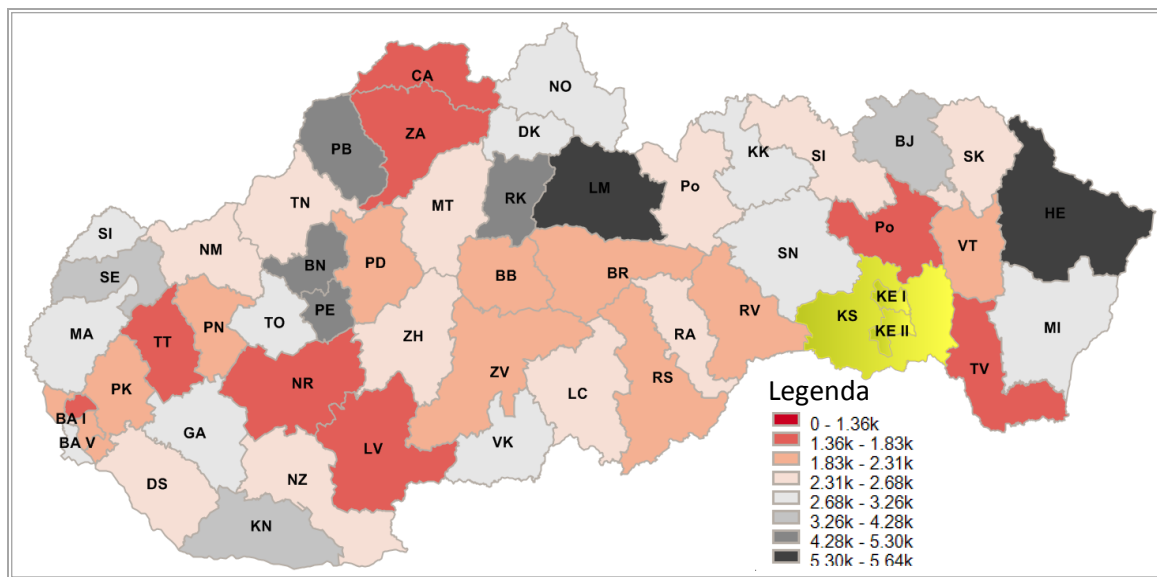 CA
NO
ZA
DK
PB
KK
SI
BJ
SK
LM
Po
RK
TN
MT
HE
SI
NM
Po
VT
SE
BN
PD
BB
BR
SN
MA
PN
TO
PE
KS
KE I
MI
TT
ZH
RV
RA
KE II
PK
NR
ZV
RS
TV
LC
BA I
GA
BA V
LV
VK
DS
NZ
KN
Legenda
0 - 1.36k
1.36k - 1.83k
1.83k - 2.31k
2.31k - 2.68k
2.68k - 3.26k
3.26k - 4.28k
4.28k - 5.30k
5.30k - 5.64k